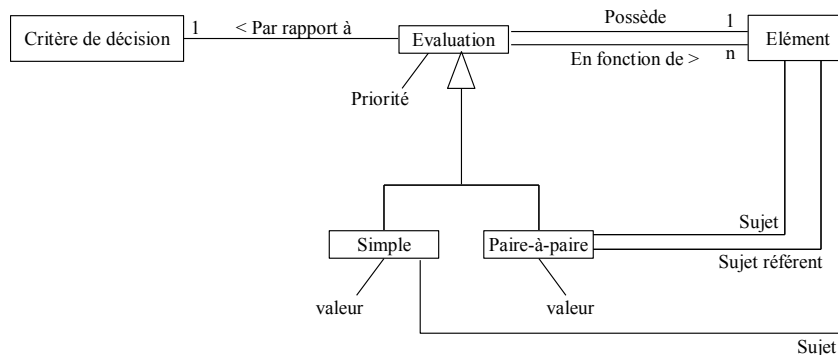 Possède
1
Critère de décision
1
< Par rapport à
Evaluation
Elément
En fonction de >
n
Priorité
Sujet
Simple
Paire-à-paire
Sujet référent
valeur
valeur
Sujet